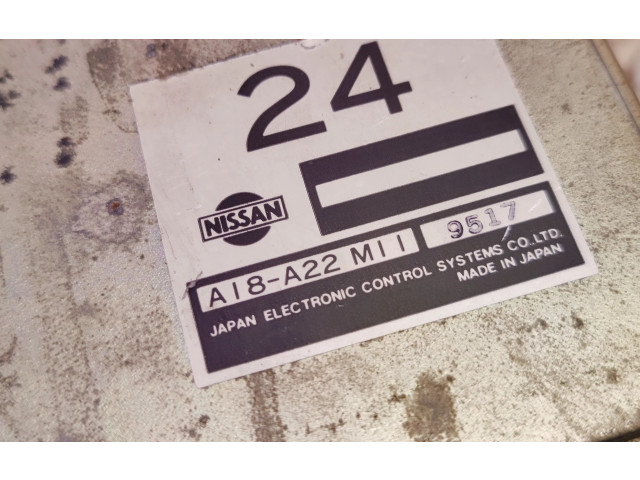 24
NISSAN
A18-A22 M11 9517
JAPAN ELECTRONIC CONTROL SYSTEMS CO.,LTD.
MADE IN JAPAN